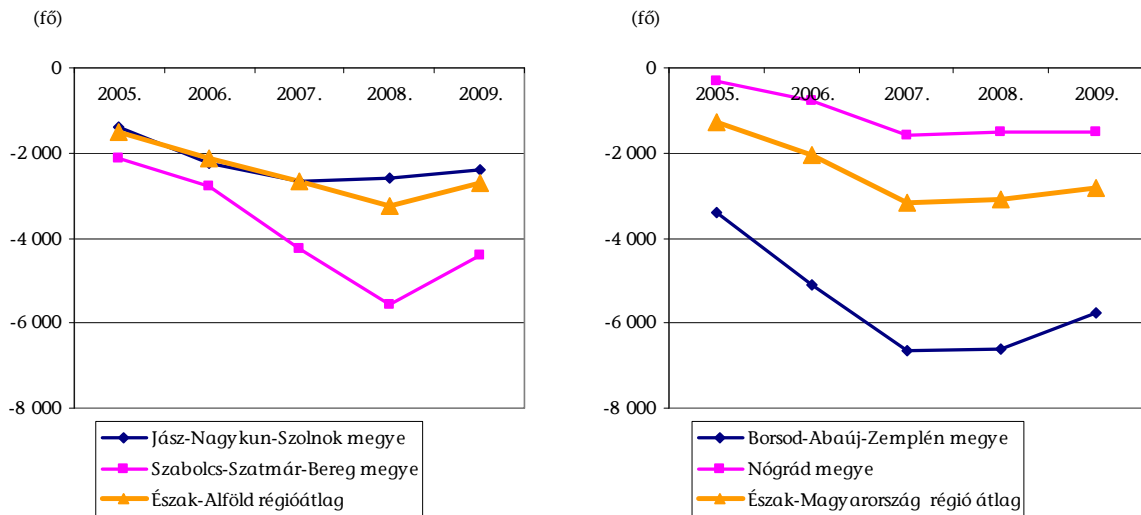 (fő)
0
-2 000
-4 000
-6 000
-8 000
2005. 2006. 2007. 2008. 2009.
Jász-Nagykun-Szolnok megye
Szabolcs-Szatmár-Bereg megye
Észak-Alföld régióátlag
(fő)
0
-2 000
-4 000
-6 000
-8 000
2005. 2006. 2007. 2008. 2009.
Borsod-Abaúj-Zemplén megye
Nógrád megye
Észak-Magyarország régió átlag